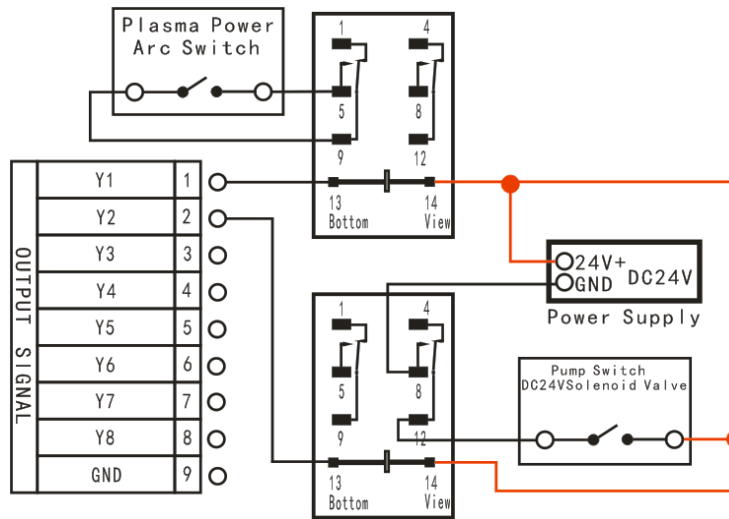 Plasma Power
Arc Switch
1
4
5
8
9
12
13
14
Bottom
View
OUTPUT SIGNAL
Y1
1
Y2
2
Y3
3
Y4
4
Y5
5
Y6
6
Y7
7
Y8
8
GND
9
24V+
GND
DC24V
Power Supply
1
4
5
8
9
12
13
14
Bottom
View
Pump Switch
DC24VSolenoid Valve